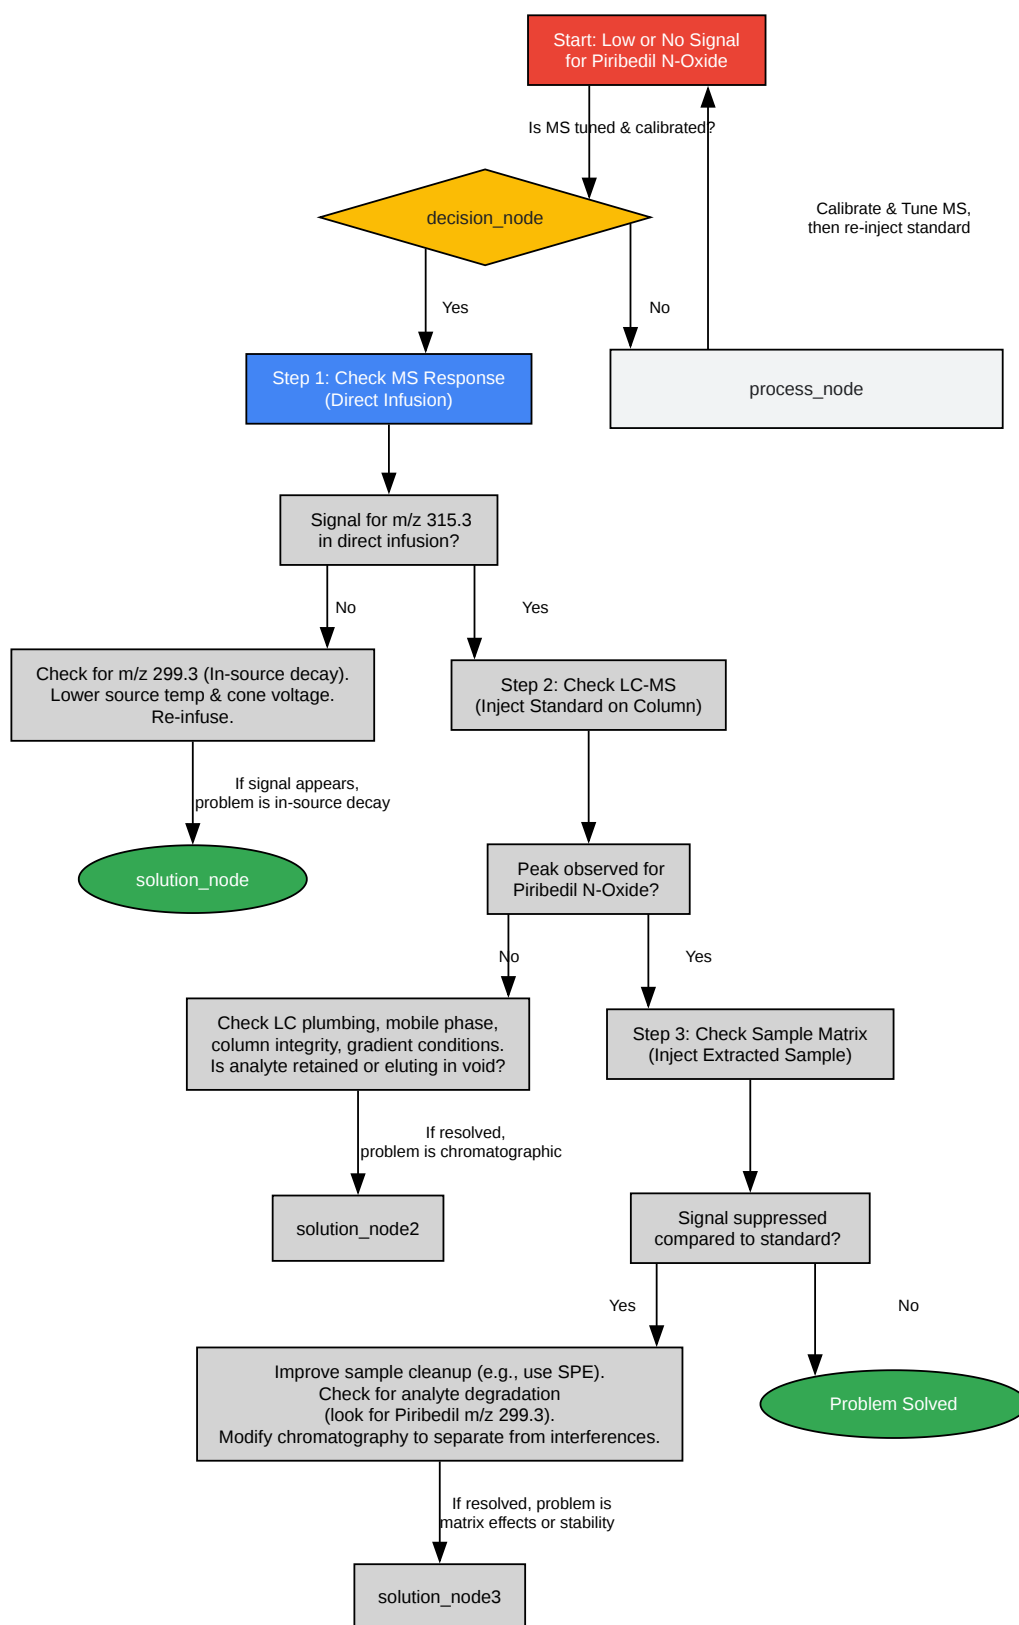 Start: Low or No Signal
for Piribedil N-Oxide
Is MS tuned & calibrated?
Calibrate & Tune MS,
then re-inject standard
decision_node
Yes
No
Step 1: Check MS Response
(Direct Infusion)
process_node
Signal for m/z 315.3
in direct infusion?
No
Yes
Check for m/z 299.3 (In-source decay).
Lower source temp & cone voltage.
Re-infuse.
Step 2: Check LC-MS
(Inject Standard on Column)
If signal appears,
problem is in-source decay
solution_node
Peak observed for
Piribedil N-Oxide?
No
Yes
Check LC plumbing, mobile phase,
column integrity, gradient conditions.
Is analyte retained or eluting in void?
Step 3: Check Sample Matrix
(Inject Extracted Sample)
If resolved,
problem is chromatographic
solution_node2
Signal suppressed
compared to standard?
Yes
No
Improve sample cleanup (e.g., use SPE).
Check for analyte degradation
(look for Piribedil m/z 299.3).
Modify chromatography to separate from interferences.
Problem Solved
If resolved, problem is
matrix effects or stability
solution_node3